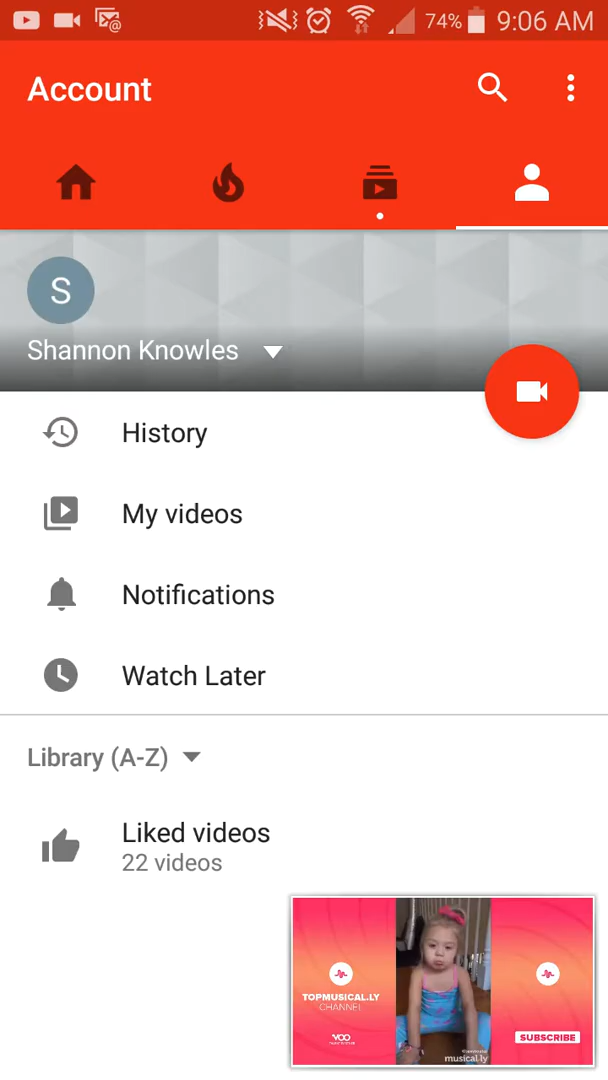 74% 9:06 AM
Account
S
Shannon Knowles
History
My videos
Notifications
Watch Later
Library (A-Z)
Liked videos
22 videos
TOPMUSICAL.LY
CHANNEL
VOO
SUBSCRIBE
musical.ly